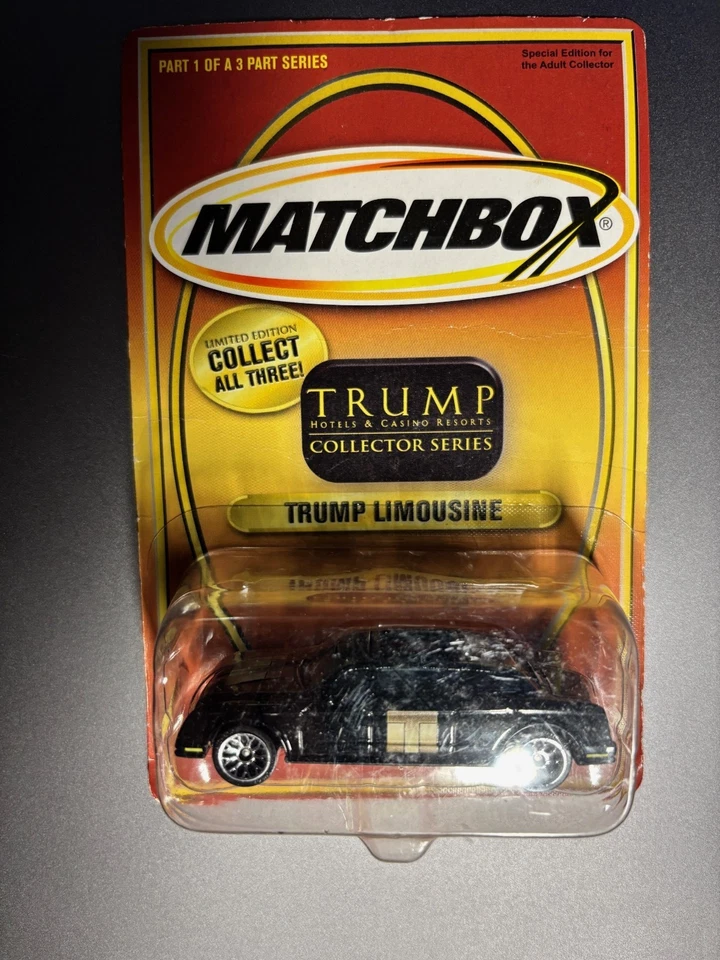 PART 1 OF A 3 PART SERIES
Special Edition for
the Adult Collector
MATCHBOX®
LIMITED EDITION
COLLECT
ALL THREE!
TRUMP
HOTELS & CASINO RESORTS
COLLECTOR SERIES
TRUMP LIMOUSINE